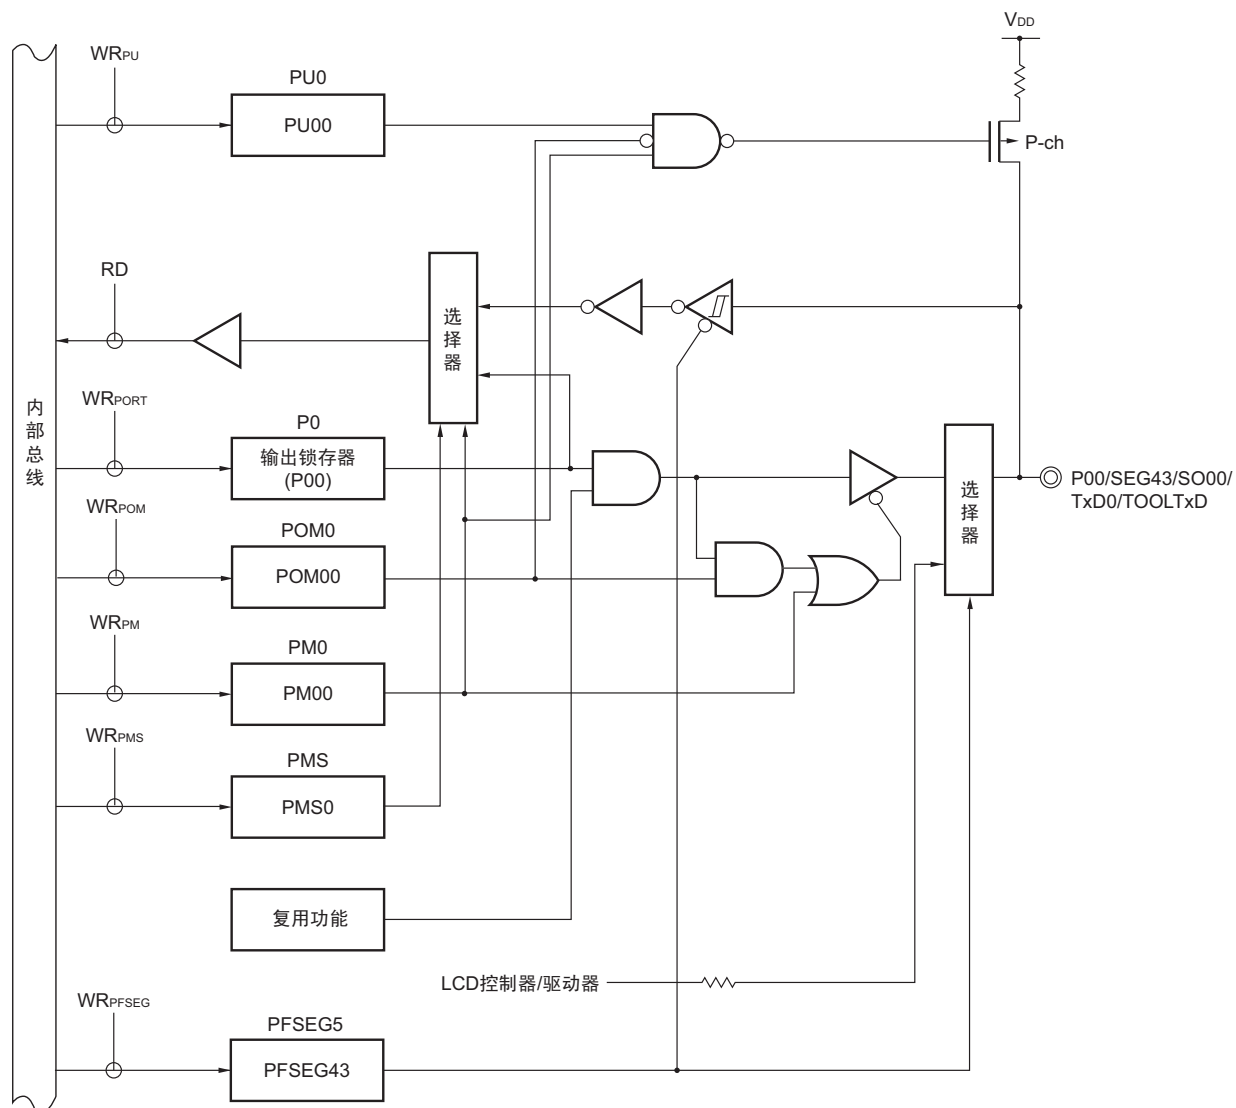 VDD
WRPU
PU0
PU00
P-ch
RD
选择器
WRPORT
内部总线
P0
输出锁存器
(P00)
选择器
P00/SEG43/SO00/
TxD0/TOOLTxD
WRPOM
POM0
POM00
WRPM
PM0
PM00
WRPMS
PMS
PMS0
复用功能
LCD控制器/驱动器
WRPFSEG
PFSEG5
PFSEG43